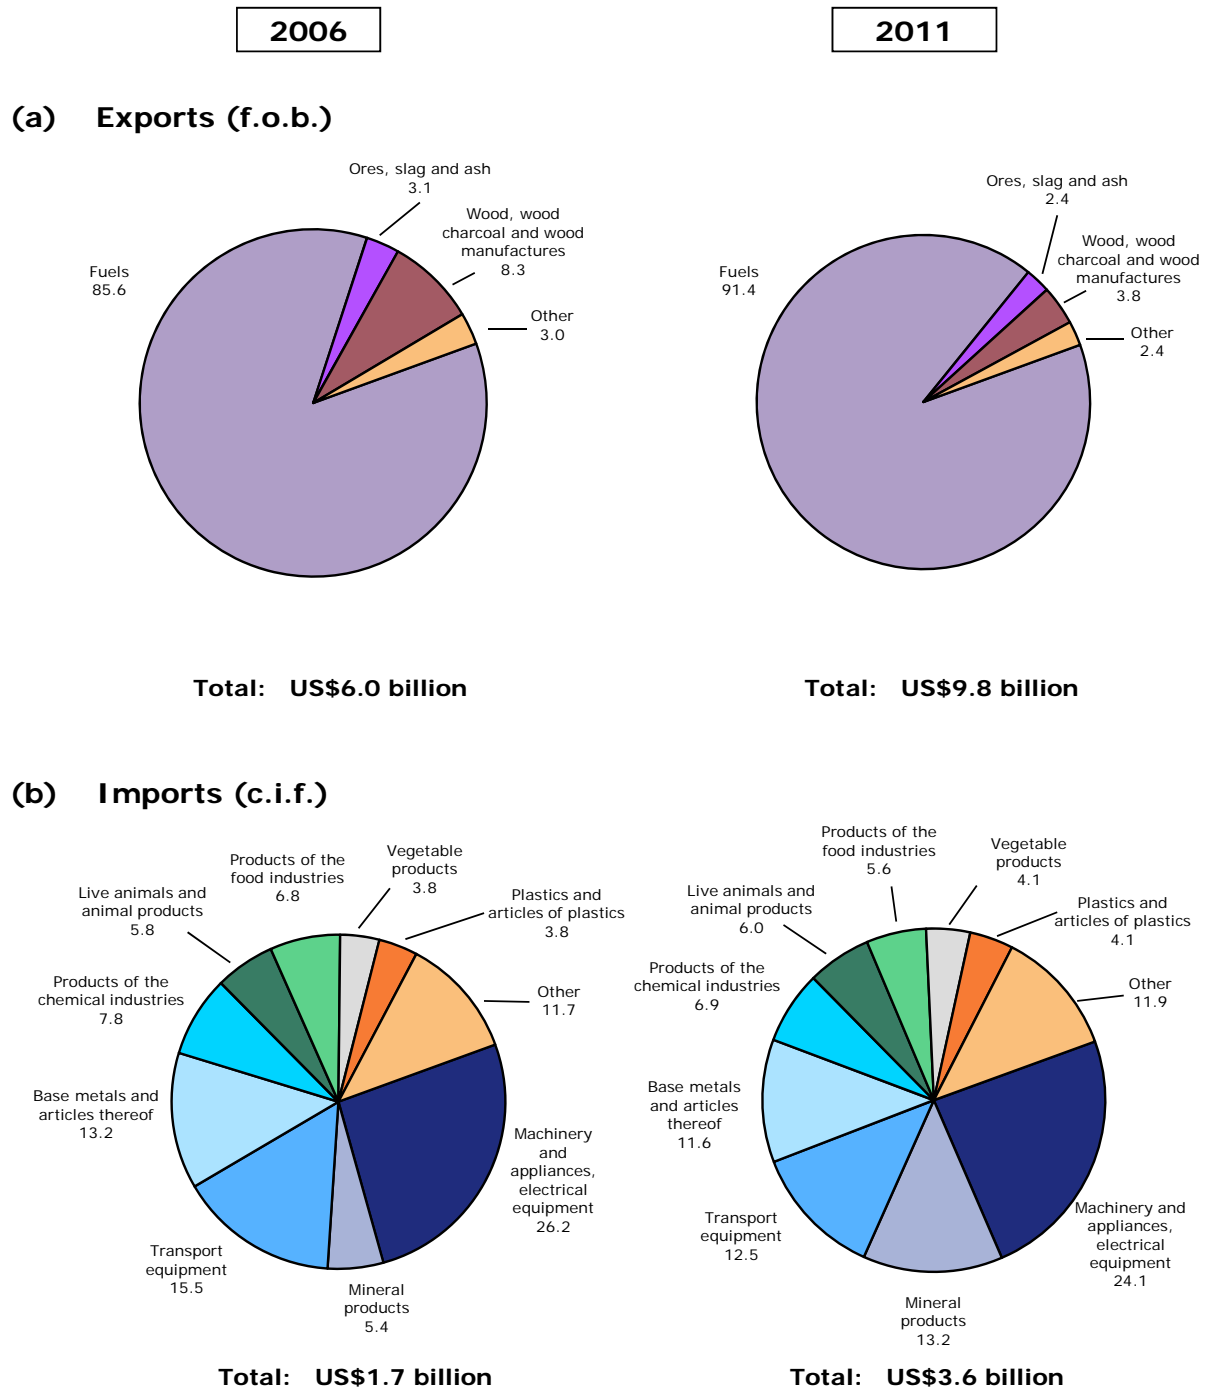 2006
2011
(a) Exports (f.o.b.)
Ores, slag and ash
3.1
Wood, wood
charcoal and wood
manufactures
8.3
Other
3.0
Fuels
85.6
Ores, slag and ash
2.4
Wood, wood
charcoal and wood
manufactures
3.8
Other
2.4
Fuels
91.4
Total: US$6.0 billion
Total: US$9.8 billion
(b) Imports (c.i.f.)
Vegetable
products
3.8
Products of the
food industries
6.8
Live animals and
animal products
5.8
Plastics and
articles of plastics
3.8
Products of the
chemical industries
7.8
Other
11.7
Base metals and
articles thereof
13.2
Machinery
and
appliances,
electrical
equipment
26.2
Transport
equipment
15.5
Mineral
products
5.4
Products of the
food industries
5.6
Vegetable
products
4.1
Live animals and
animal products
6.0
Plastics and
articles of plastics
4.1
Products of the
chemical industries
6.9
Other
11.9
Base metals
and articles
thereof
11.6
Machinery and
appliances,
electrical
equipment
24.1
Transport
equipment
12.5
Mineral
products
13.2
Total: US$1.7 billion
Total: US$3.6 billion